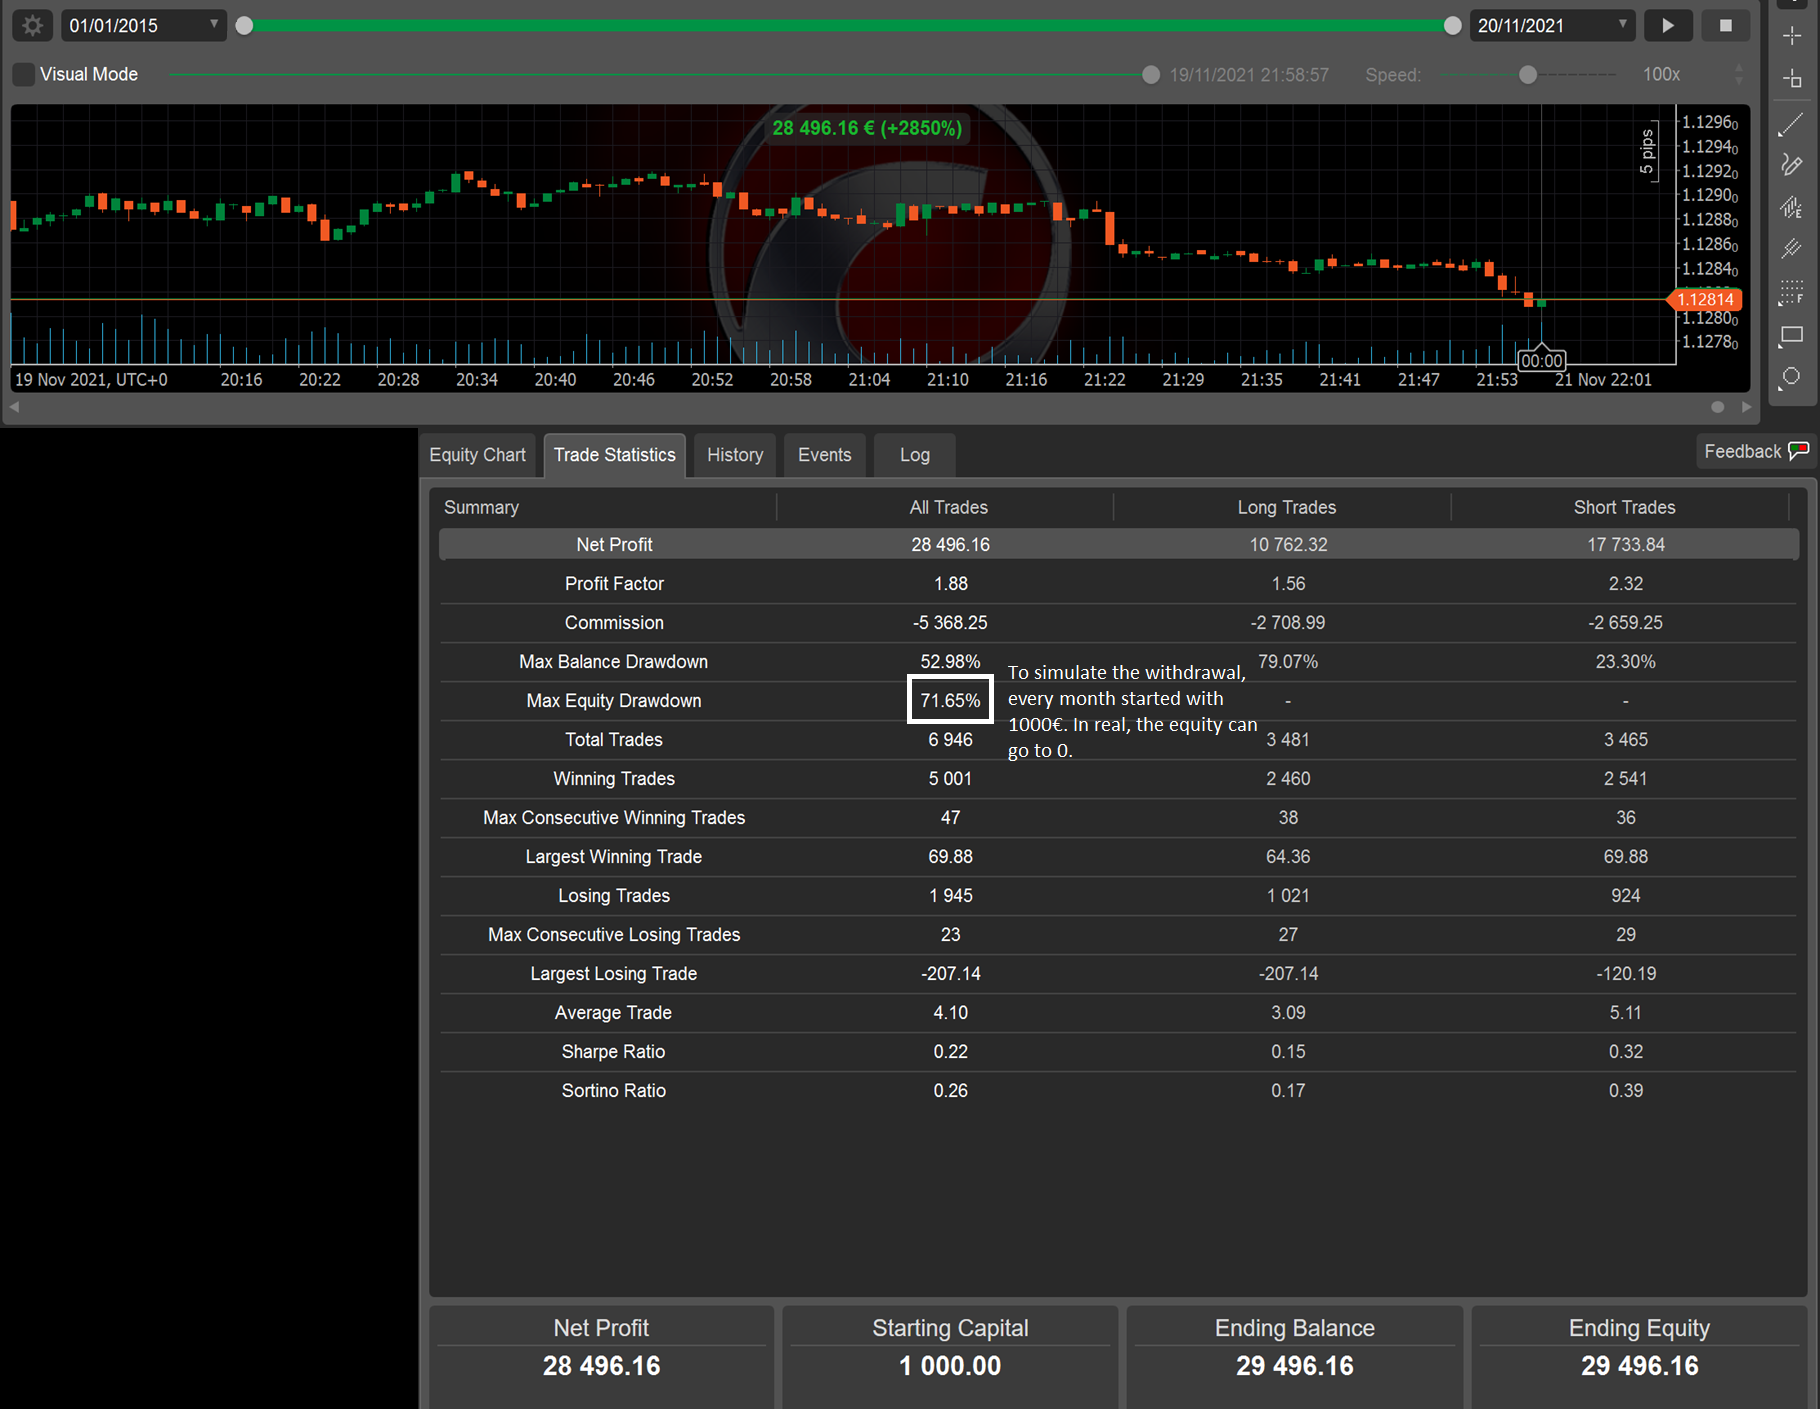 01/01/2015
20/11/2021
Visual Mode
19/11/2021 21:58:57
Speed:
100x
28 496.16 € (+2850%)
5 pips
1.12960
1.12940
1.12920
1.12900
1.12880
1.12860
1.12840
1.12814
1.12800
1.12780
00:00
19 Nov 2021, UTC+0 20:16 20:22 20:28 20:34 20:40 20:46 20:52 20:58 21:04 21:10 21:16 21:22 21:29 21:35 21:41 21:47 21:53 21 Nov 22:01
Equity Chart Trade Statistics History Events Log Feedback
Summary All Trades Long Trades Short Trades
Net Profit 28 496.16 10 762.32 17 733.84
Profit Factor 1.88 1.56 2.32
Commission -5 368.25 -2 708.99 -2 659.25
Max Balance Drawdown 52.98% 79.07% 23.30%
Max Equity Drawdown 71.65% - -
To simulate the withdrawal,
every month started with
1000€. In real, the equity can
go to 0.
Total Trades 6 946 3 481 3 465
Winning Trades 5 001 2 460 2 541
Max Consecutive Winning Trades 47 38 36
Largest Winning Trade 69.88 64.36 69.88
Losing Trades 1 945 1 021 924
Max Consecutive Losing Trades 23 27 29
Largest Losing Trade -207.14 -207.14 -120.19
Average Trade 4.10 3.09 5.11
Sharpe Ratio 0.22 0.15 0.32
Sortino Ratio 0.26 0.17 0.39
Net Profit Starting Capital Ending Balance Ending Equity
28 496.16 1 000.00 29 496.16 29 496.16